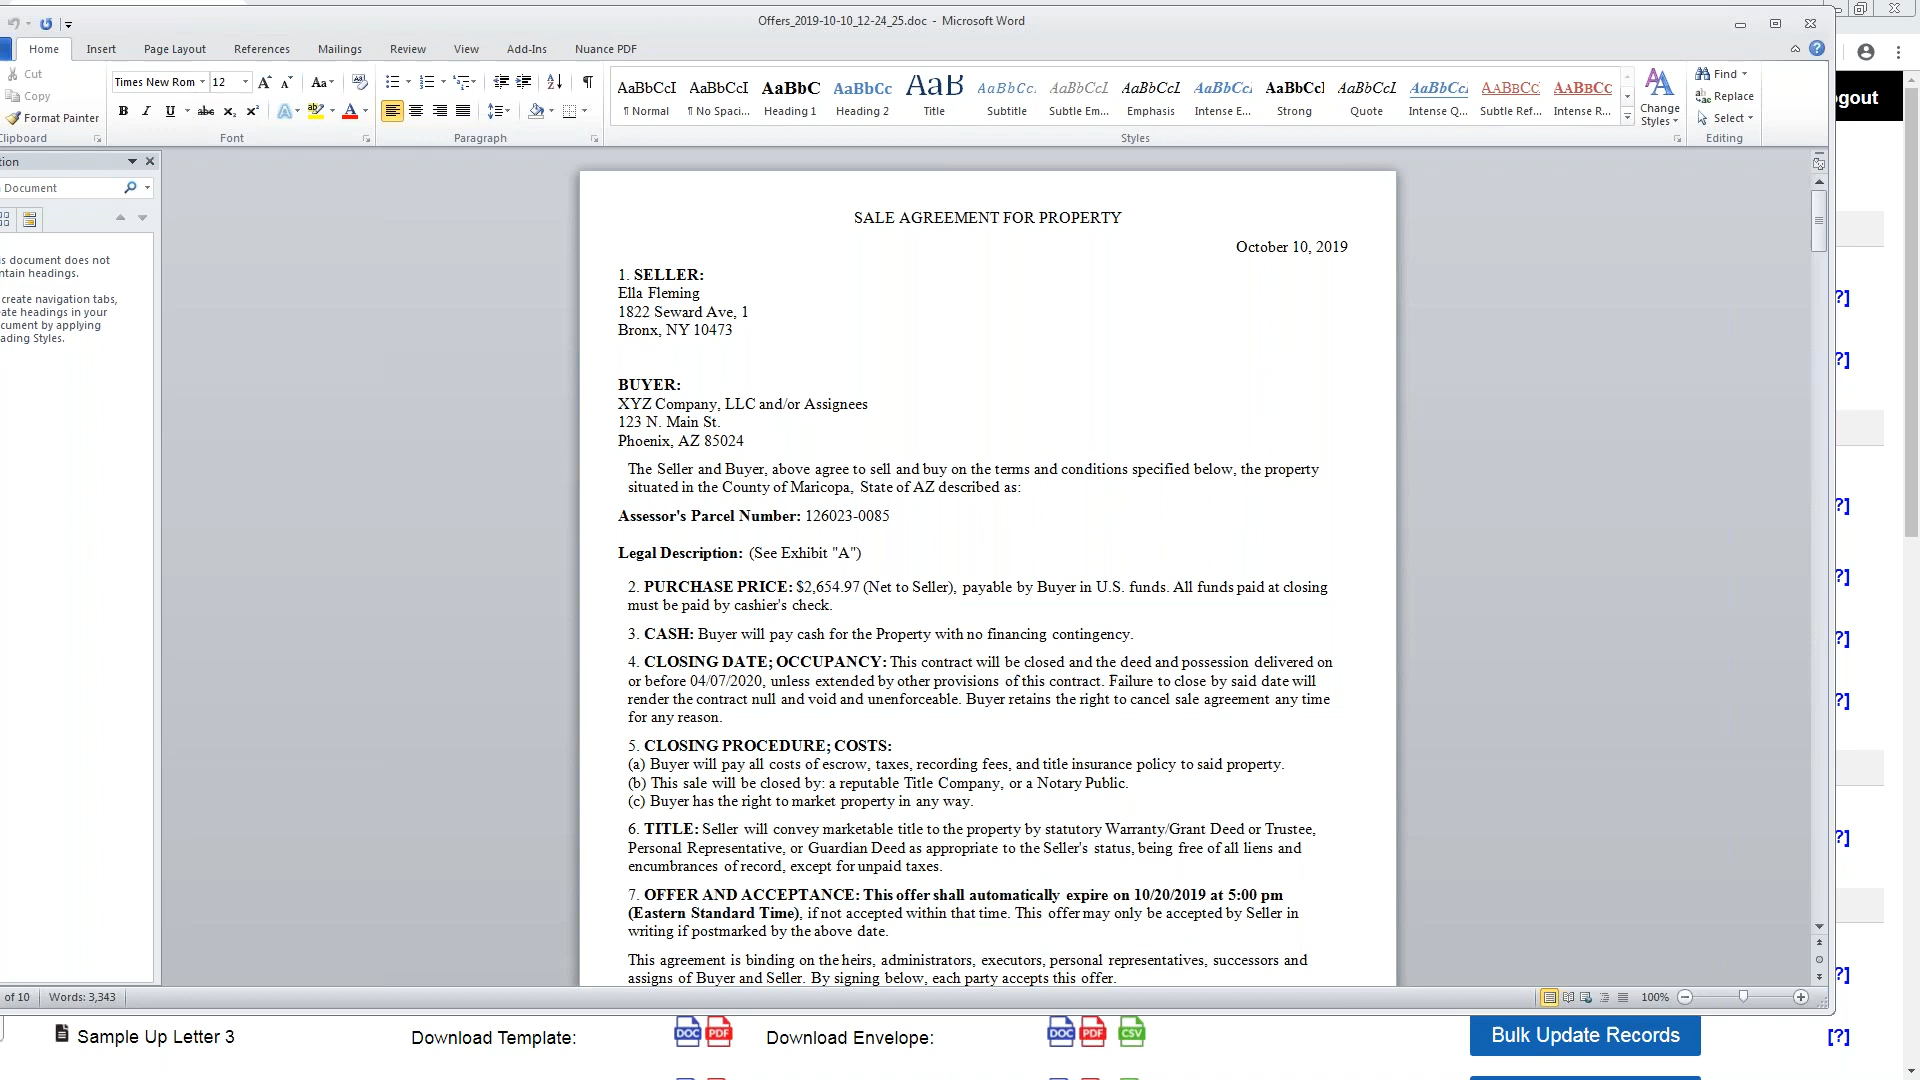 Offers_2019-10-10_12-24_25.doc - Microsoft Word
Home Insert Page Layout References Mailings Review View Add-Ins Nuance PDF
Cut
Copy
Format Painter
Clipboard
Times New Rom 12
Font
Paragraph
AaBbCcI AaBbCcI AaBbC AaBbCc AaB AaBbCc. AaBbCcL AaBbCcL AaBbCcI AaBbCcI AaBbCcL AaBbCcL AaBbCcI AaBbCc
¶ Normal ¶ No Spaci... Heading 1 Heading 2 Title Subtitle Subtle Em... Emphasis Intense E... Strong Quote Intense Q... Subtle Ref... Intense R...
Styles
Change
Styles
Find
Replace
Select
Editing
ogout
tion
Document
is document does not
ntain headings.
create navigation tabs,
ate headings in your
cument by applying
ading Styles.
SALE AGREEMENT FOR PROPERTY
October 10, 2019
1. SELLER:
Ella Fleming
1822 Seward Ave, 1
Bronx, NY 10473
BUYER:
XYZ Company, LLC and/or Assignees
123 N. Main St.
Phoenix, AZ 85024
The Seller and Buyer, above agree to sell and buy on the terms and conditions specified below, the property
situated in the County of Maricopa, State of AZ described as:
Assessor's Parcel Number: 126023-0085
Legal Description: (See Exhibit "A")
2. PURCHASE PRICE: $2,654.97 (Net to Seller), payable by Buyer in U.S. funds. All funds paid at closing
must be paid by cashier's check.
3. CASH: Buyer will pay cash for the Property with no financing contingency.
4. CLOSING DATE; OCCUPANCY: This contract will be closed and the deed and possession delivered on
or before 04/07/2020, unless extended by other provisions of this contract. Failure to close by said date will
render the contract null and void and unenforceable. Buyer retains the right to cancel sale agreement any time
for any reason.
5. CLOSING PROCEDURE; COSTS:
(a) Buyer will pay all costs of escrow, taxes, recording fees, and title insurance policy to said property.
(b) This sale will be closed by: a reputable Title Company, or a Notary Public.
(c) Buyer has the right to market property in any way.
6. TITLE: Seller will convey marketable title to the property by statutory Warranty/Grant Deed or Trustee,
Personal Representative, or Guardian Deed as appropriate to the Seller's status, being free of all liens and
encumbrances of record, except for unpaid taxes.
7. OFFER AND ACCEPTANCE: This offer shall automatically expire on 10/20/2019 at 5:00 pm
(Eastern Standard Time), if not accepted within that time. This offer may only be accepted by Seller in
writing if postmarked by the above date.
This agreement is binding on the heirs, administrators, executors, personal representatives, successors and
assigns of Buyer and Seller. By signing below, each party accepts this offer.
?]
?]
?]
?]
?]
?]
?]
?]
of 10 Words: 3,343
100%
Sample Up Letter 3 Download Template: DOC PDF Download Envelope: DOC PDF CSV Bulk Update Records [?]